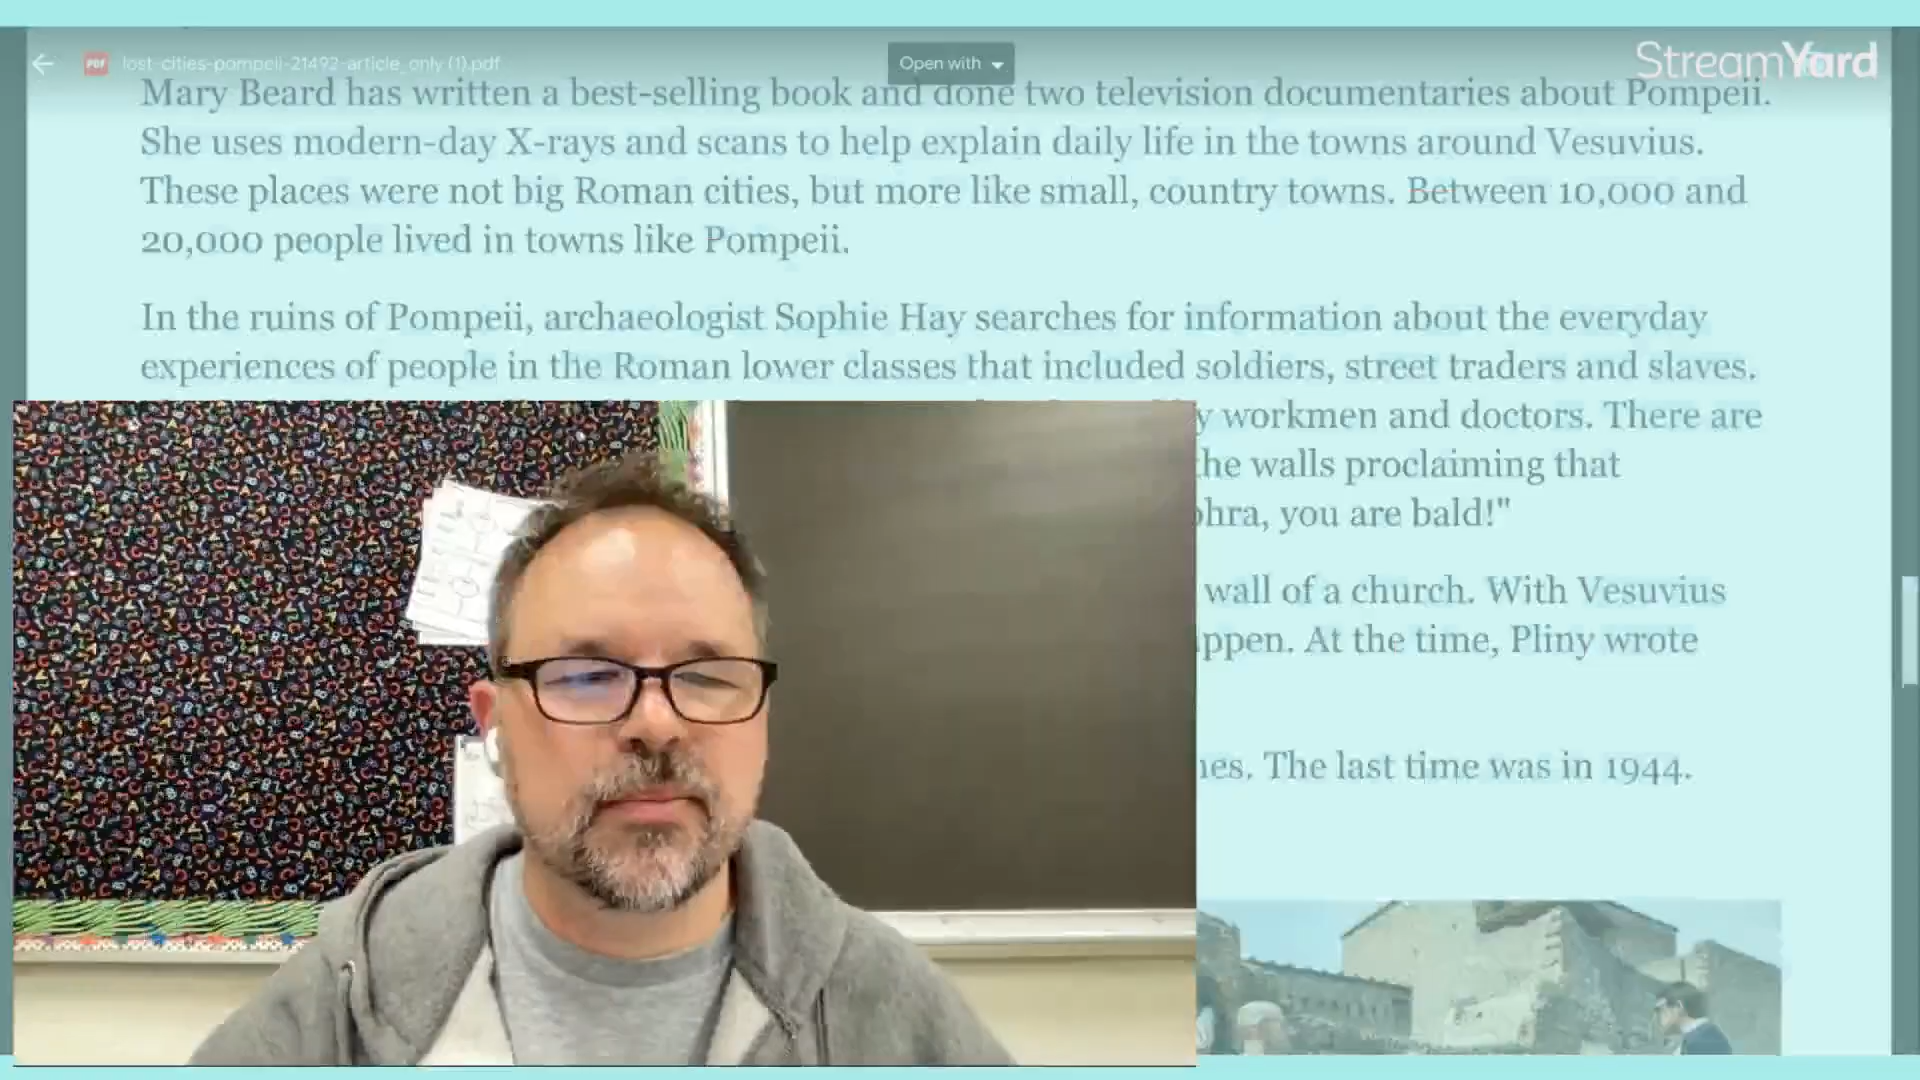 lost-cities-pompeii-21492-article_only (1).pdf
Open with
StreamYard
Mary Beard has written a best-selling book and done two television documentaries about Pompeii.
She uses modern-day X-rays and scans to help explain daily life in the towns around Vesuvius.
These places were not big Roman cities, but more like small, country towns. Between 10,000 and
20,000 people lived in towns like Pompeii.
In the ruins of Pompeii, archaeologist Sophie Hay searches for information about the everyday
experiences of people in the Roman lower classes that included soldiers, street traders and slaves.
workmen and doctors. There are
the walls proclaiming that
you are bald!"
wall of a church. With Vesuvius
At the time, Pliny wrote
The last time was in 1944.